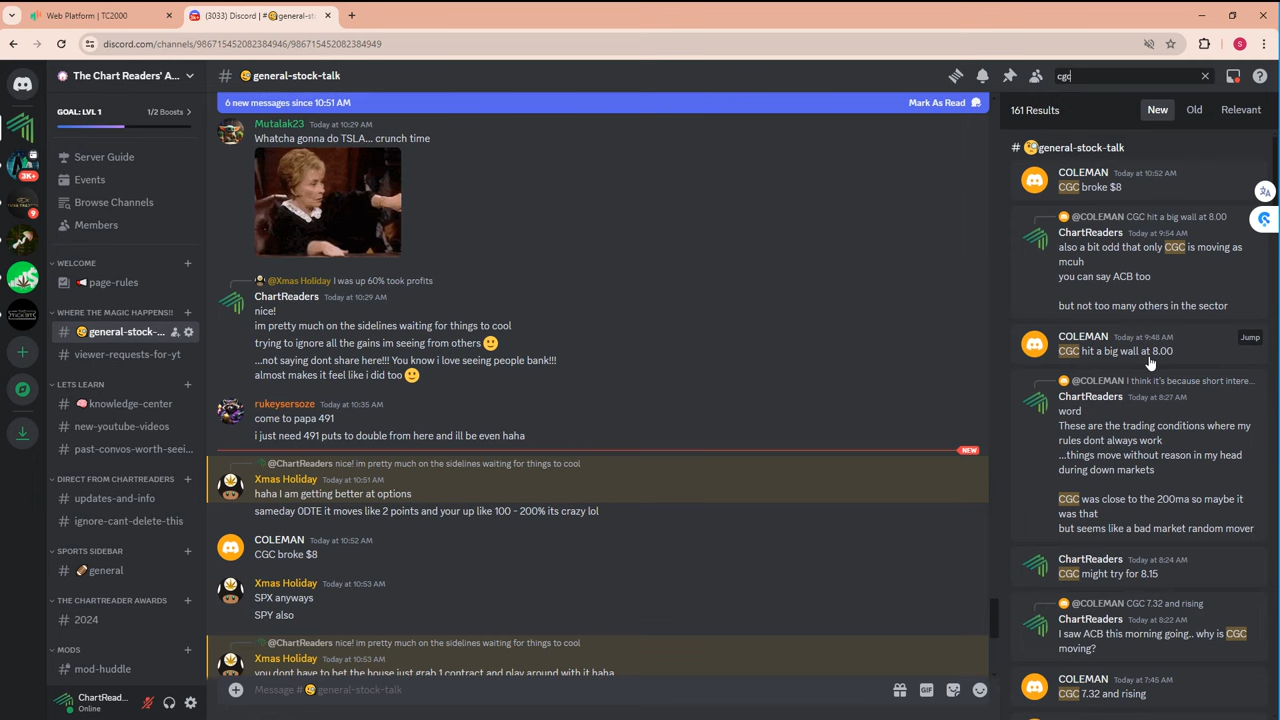 Web Platform | TC2000
(3033) Discord | #general-st
discord.com/channels/986715452082384946/986715452082384949
The Chart Readers' A...
general-stock-talk
cgc
GOAL: LVL 1
1/2 Boosts
Server Guide
Events
Browse Channels
Members
WELCOME
page-rules
WHERE THE MAGIC HAPPENS!!
general-stock-...
viewer-requests-for-yt
LETS LEARN
knowledge-center
new-youtube-videos
past-convos-worth-seei...
DIRECT FROM CHARTREADERS
updates-and-info
ignore-cant-delete-this
SPORTS SIDEBAR
general
THE CHARTREADER AWARDS
2024
MODS
mod-huddle
ChartRead...
Online
3K+
9
6 new messages since 10:51 AM
Mark As Read
Mutalak23 Today at 10:29 AM
Whatcha gonna do TSLA... crunch time
@Xmas Holiday I was up 60% took profits
ChartReaders Today at 10:29 AM
nice!
im pretty much on the sidelines waiting for things to cool
trying to ignore all the gains im seeing from others
...not saying dont share here!!! You know i love seeing people bank!!!
almost makes it feel like i did too
rukeysersoze Today at 10:35 AM
come to papa 491
i just need 491 puts to double from here and ill be even haha
NEW
@ChartReaders nice! im pretty much on the sidelines waiting for things to cool
Xmas Holiday Today at 10:51 AM
haha I am getting better at options
sameday 0DTE it moves like 2 points and your up like 100 - 200% its crazy lol
COLEMAN Today at 10:52 AM
CGC broke $8
Xmas Holiday Today at 10:53 AM
SPX anyways
SPY also
@ChartReaders nice! im pretty much on the sidelines waiting for things to cool
Xmas Holiday Today at 10:53 AM
you dont have to bet the house just grab 1 contract and play around with it haha
Message #general-stock-talk
GIF
161 Results
New
Old
Relevant
# general-stock-talk
COLEMAN Today at 10:52 AM
CGC broke $8
@COLEMAN CGC hit a big wall at 8.00
ChartReaders Today at 9:54 AM
also a bit odd that only CGC is moving as
mcuh
you can say ACB too
but not too many others in the sector
COLEMAN Today at 9:48 AM
Jump
CGC hit a big wall at 8.00
@COLEMAN I think it's because short intere...
ChartReaders Today at 8:27 AM
word
These are the trading conditions where my
rules dont always work
...things move without reason in my head
during down markets
CGC was close to the 200ma so maybe it
was that
but seems like a bad market random mover
ChartReaders Today at 8:24 AM
CGC might try for 8.15
@COLEMAN CGC 7.32 and rising
ChartReaders Today at 8:22 AM
I saw ACB this morning going.. why is CGC
moving?
COLEMAN Today at 7:45 AM
CGC 7.32 and rising